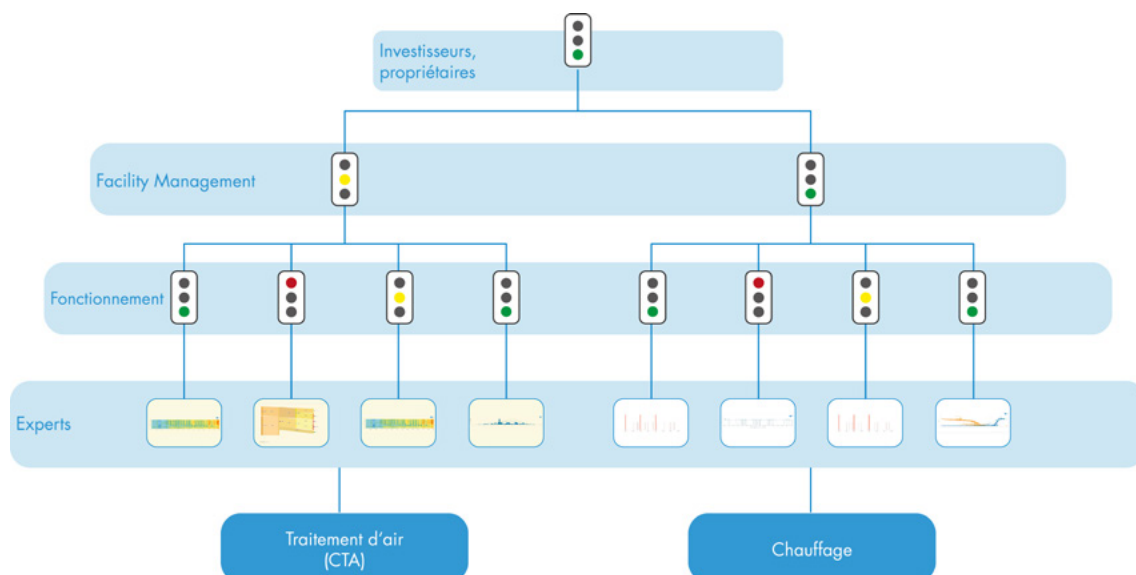 Investisseurs,
propriétaires
Facility Management
Fonctionnement
Experts
Traitement d'air
(CTA)
Chauffage